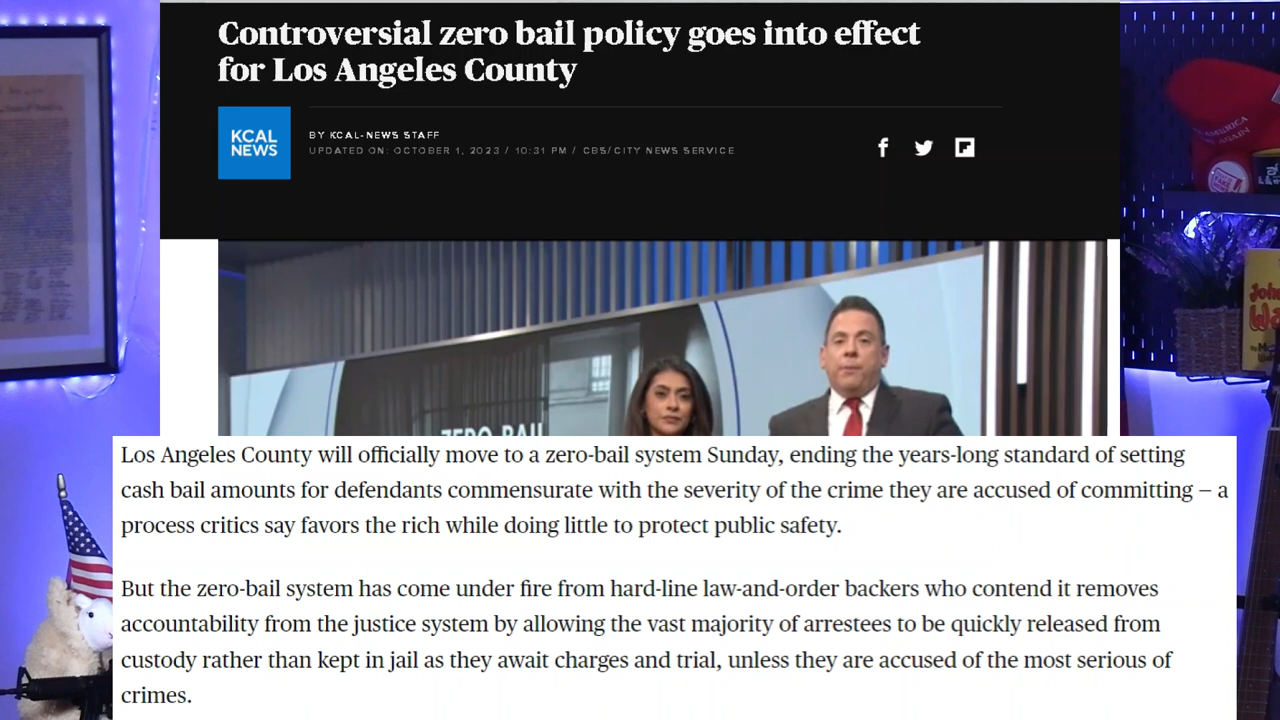 Controversial zero bail policy goes into effect
for Los Angeles County
KCAL
NEWS
BY KCAL-NEWS STAFF
UPDATED ON: OCTOBER 1, 2023 / 10:31 PM / CBS/CITY NEWS SERVICE
AMERICA
AGAIN
ZERO BAIL
Los Angeles County will officially move to a zero-bail system Sunday, ending the years-long standard of setting
cash bail amounts for defendants commensurate with the severity of the crime they are accused of committing – a
process critics say favors the rich while doing little to protect public safety.
But the zero-bail system has come under fire from hard-line law-and-order backers who contend it removes
accountability from the justice system by allowing the vast majority of arrestees to be quickly released from
custody rather than kept in jail as they await charges and trial, unless they are accused of the most serious of
crimes.